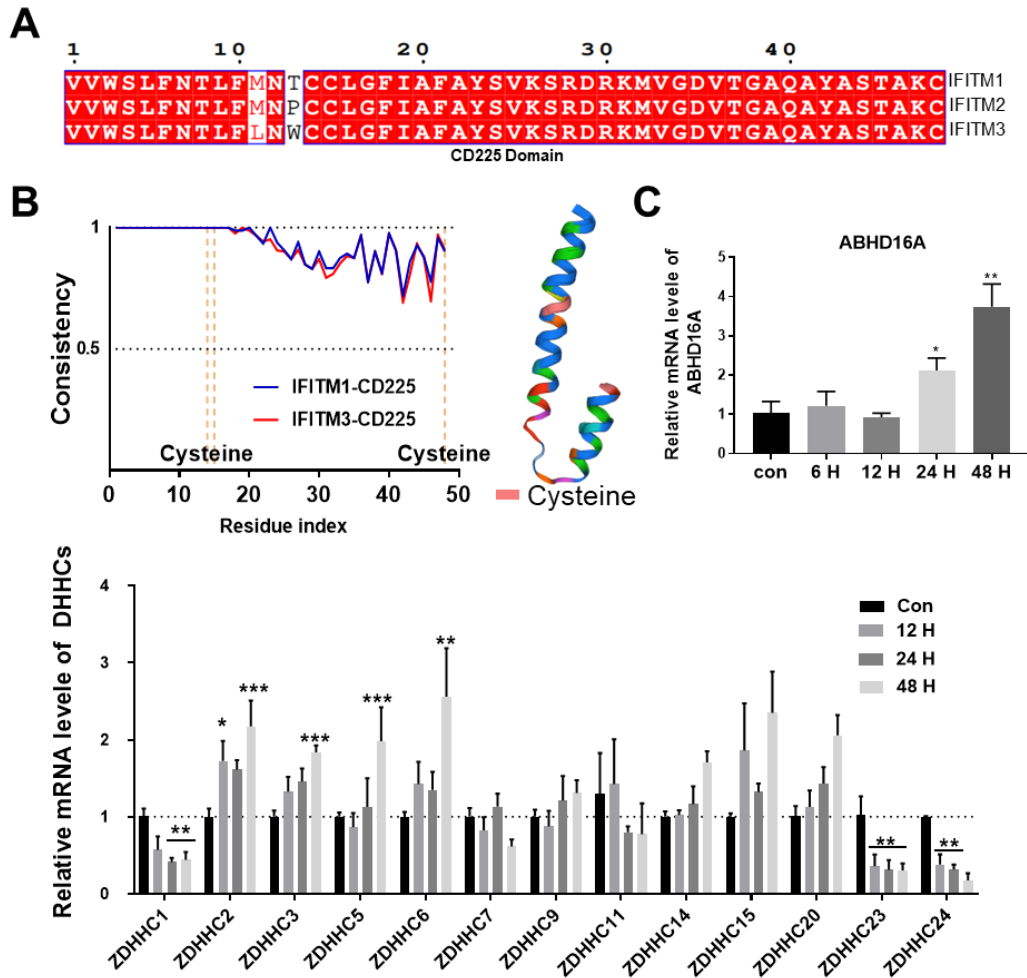 A
1 10 20 30 40
VVWSLFNTLFMNTCCLGFIAFAYSVKSRDRKMVGDVTGAQAYASTAKC IFITM1
VVWSLFNTLFMNPCCLGFIAFAYSVKSRDRKMVGDVTGAQAYASTAKC IFITM2
VVWSLFNTLFLNWCCLGFIAFAYSVKSRDRKMVGDVTGAQAYASTAKC IFITM3
CD225 Domain
B
Consistency
1
0.5
IFITM1-CD225
IFITM3-CD225
Cysteine Cysteine
0 10 20 30 40 50
Residue index
Cysteine
C
ABHD16A
Relative mRNA levele of
ABHD16A
5
4
3
2
1
0
*
**
con 6 H 12 H 24 H 48 H
Relative mRNA levele of DHHCs
4
3
2
1
0
Con
12 H
24 H
48 H
** * *** *** *** ** ** **
ZDHHC1 ZDHHC2 ZDHHC3 ZDHHC5 ZDHHC6 ZDHHC7 ZDHHC9 ZDHHC11 ZDHHC14 ZDHHC15 ZDHHC20 ZDHHC23 ZDHHC24